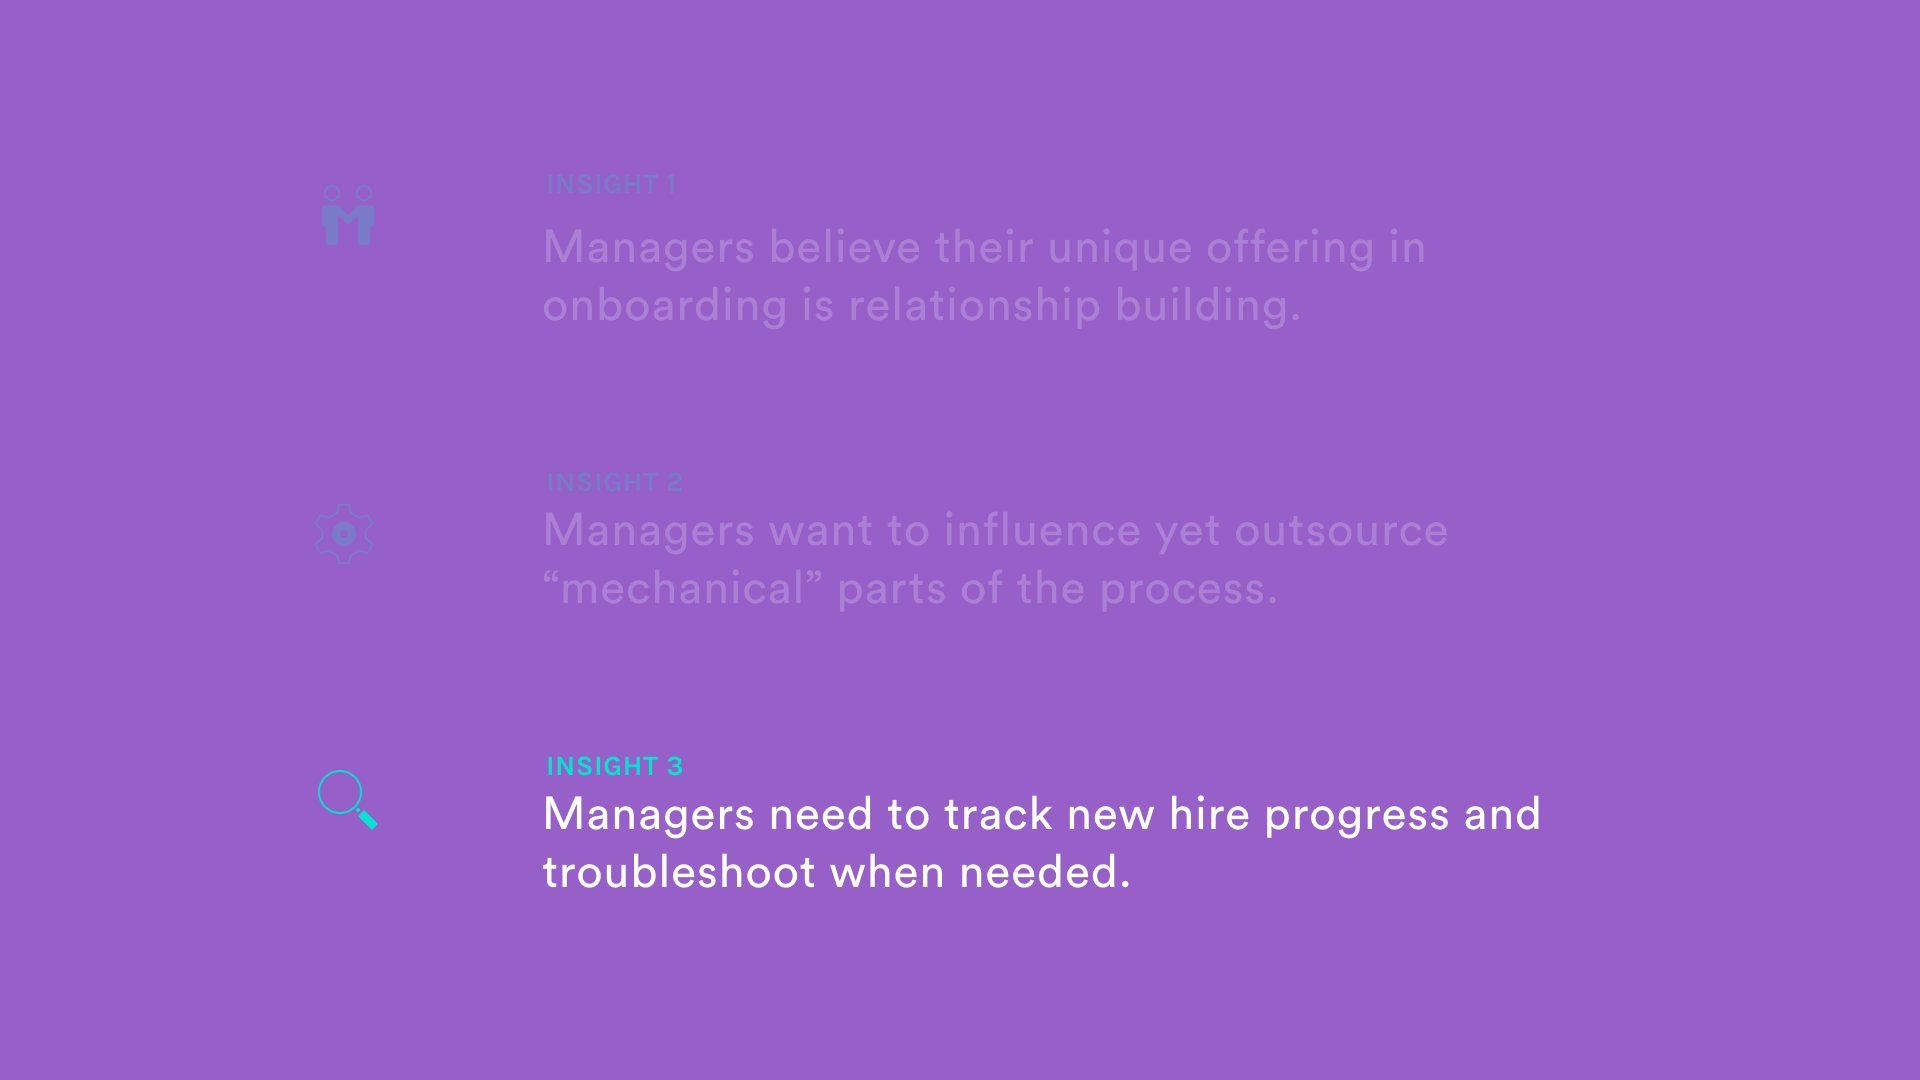 INSIGHT 1
Managers believe their unique offering in
onboarding is relationship building.
INSIGHT 2
Managers want to influence yet outsource
“mechanical” parts of the process.
INSIGHT 3
Managers need to track new hire progress and
troubleshoot when needed.